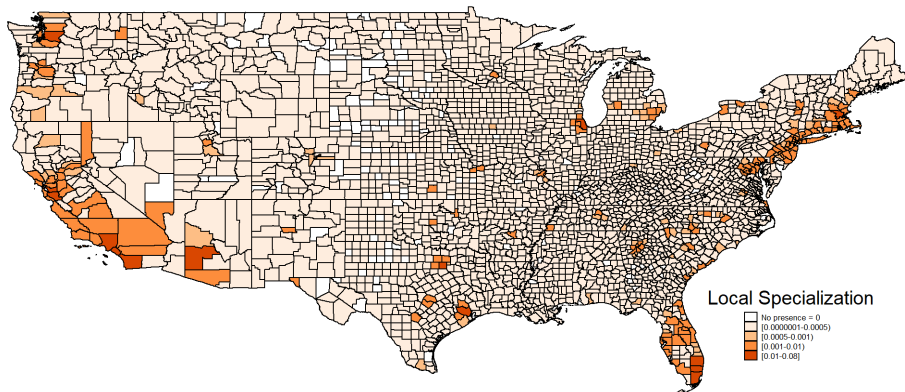 Local Specialization
No presence = 0
[0.0000001-0.0005)
[0.0005-0.001)
[0.001-0.01)
[0.01-0.08]